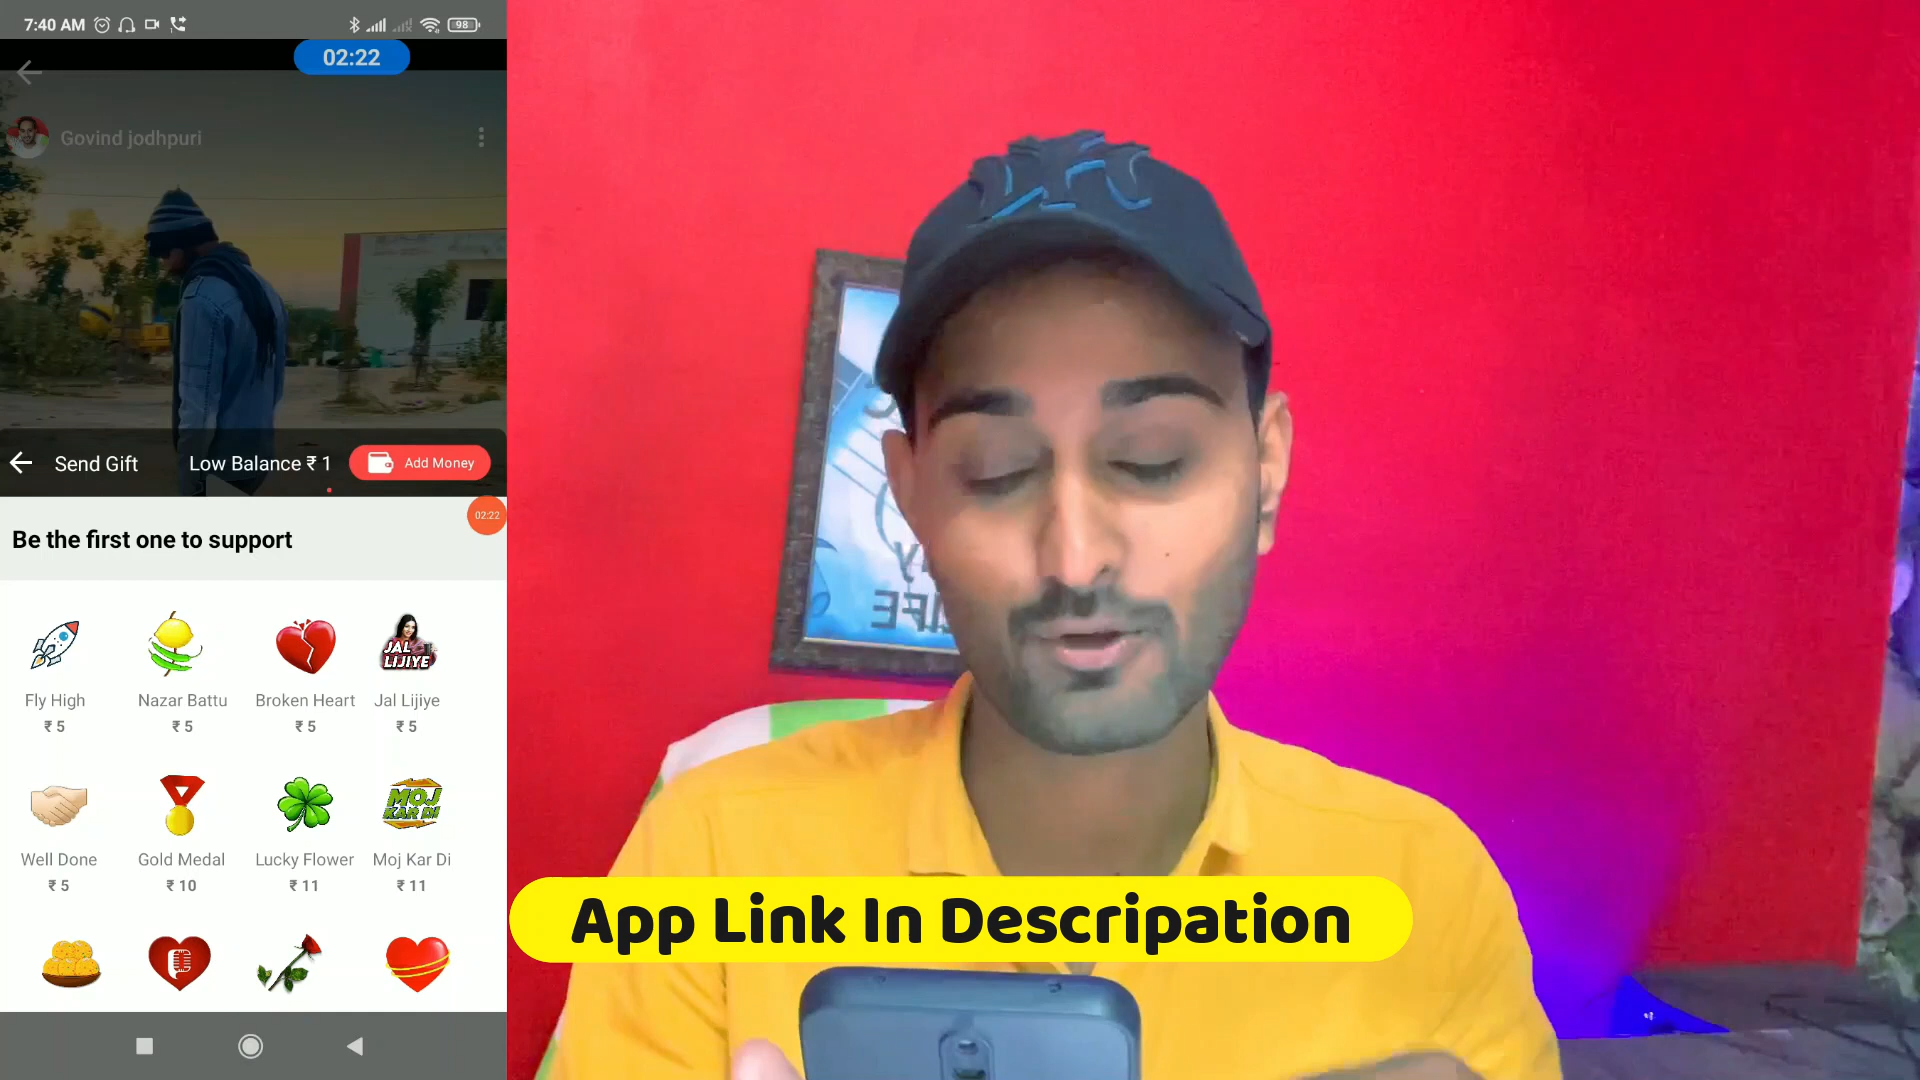 7:40 AM
98
02:22
Govind jodhpuri
Send Gift
Low Balance ₹ 1
Add Money
02:22
Be the first one to support
Fly High
Nazar Battu
Broken Heart
Jal Lijiye
₹ 5
₹ 5
₹ 5
₹ 5
JAL
LIJIYE
MOJ
KAR DI
Well Done
Gold Medal
Lucky Flower
Moj Kar Di
₹ 5
₹ 10
₹ 11
₹ 11
App Link In Descripation